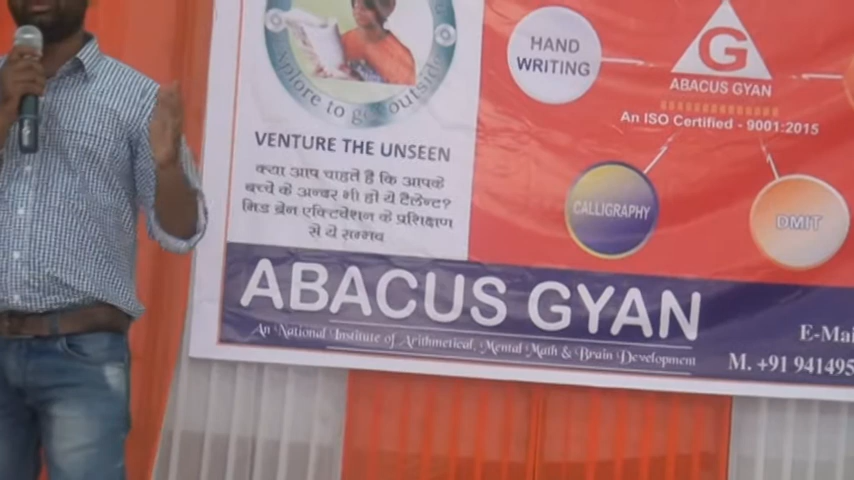 xplore to go outside
VENTURE THE UNSEEN
क्या आप चाहते है कि आपके
बच्चे के अन्दर भी हो ये टैलेन्ट?
मिड ब्रेन एक्टिवेशन के प्रशिक्षण
से ये सम्भव
HAND
WRITING
G
ABACUS GYAN
An ISO Certified - 9001:2015
CALLIGRAPHY
DMIT
ABACUS GYAN
An National Institute of Arithmetical, Mental Math & Brain Development
E-Mai
M. +91 941495